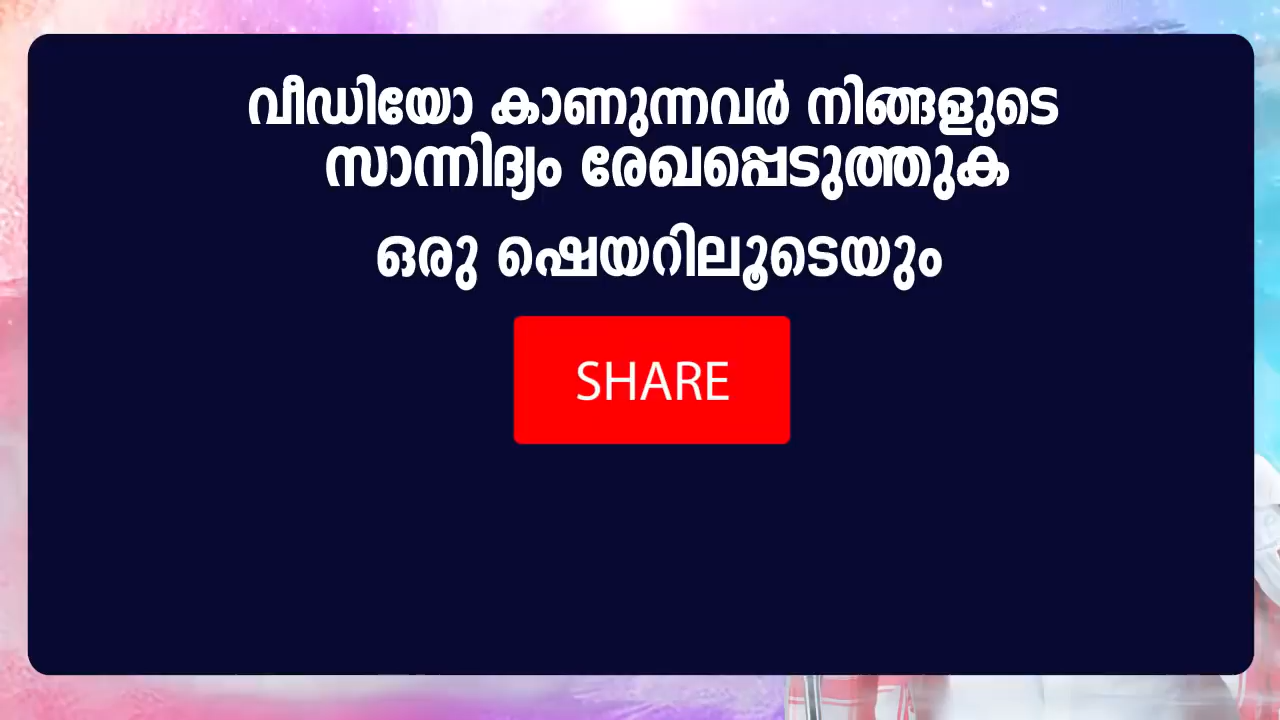 വീഡിയോ കാണുന്നവർ നിങ്ങളുടെ
സാന്നിദ്യം രേഖപ്പെടുത്തുക
ഒരു ഷെയറിലൂടെയും
SHARE